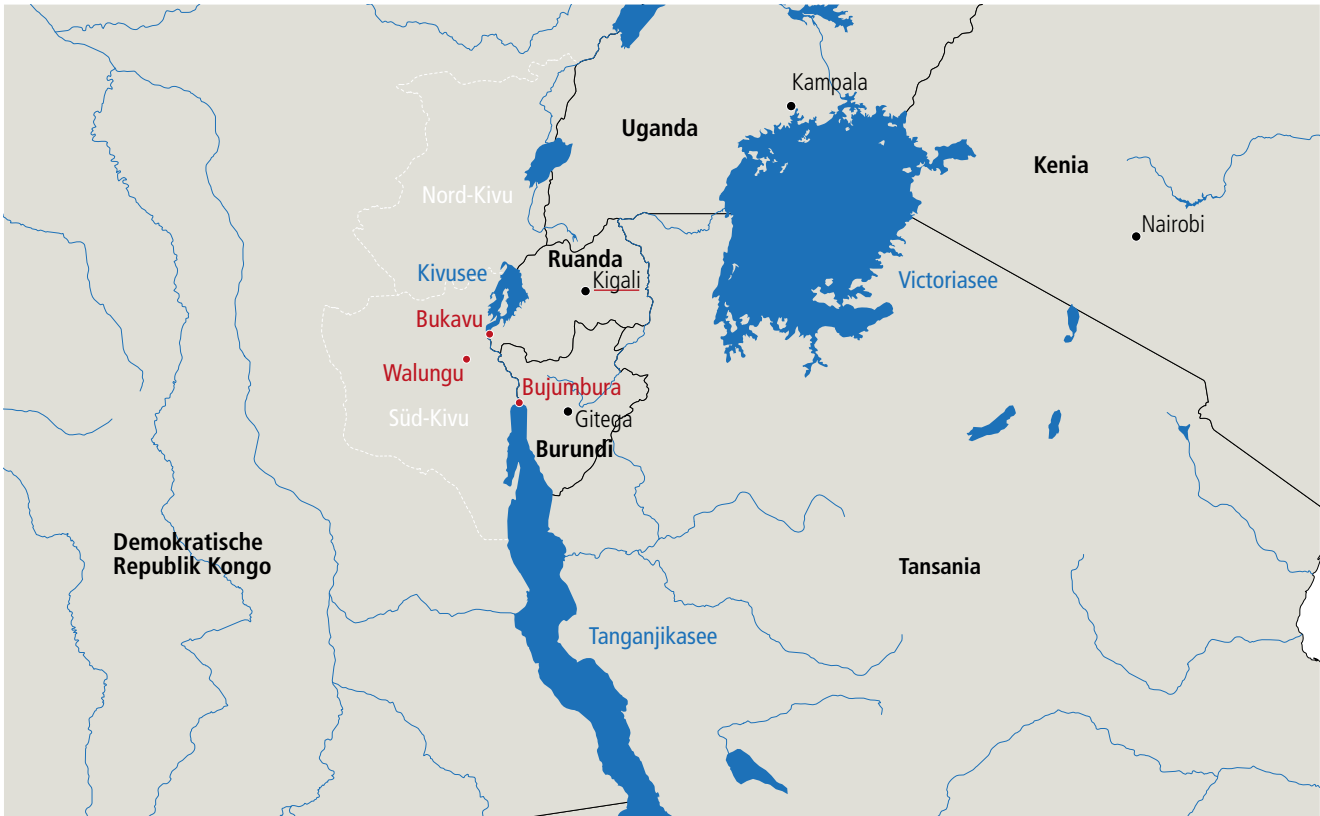 Kampala
Uganda
Kenia
Nord-Kivu
Nairobi
Ruanda
Kivusee
Kigali
Victoriasee
Bukavu
Walungu
Bujumbura
Süd-Kivu
Gitega
Burundi
Demokratische
Republik Kongo
Tansania
Tanganjikasee